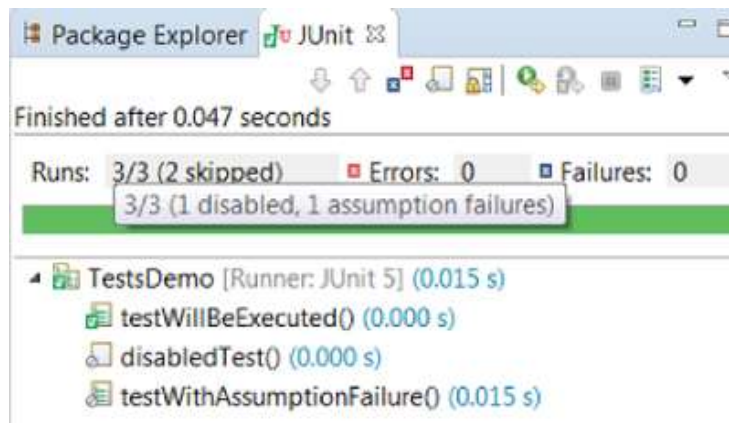 Package Explorer JUnit
Finished after 0.047 seconds
Runs: 3/3 (2 skipped) Errors: 0 Failures: 0
3/3 (1 disabled, 1 assumption failures)
TestsDemo [Runner: JUnit 5] (0.015 s)
testWillBeExecuted() (0.000 s)
disabledTest() (0.000 s)
testWithAssumptionFailure() (0.015 s)